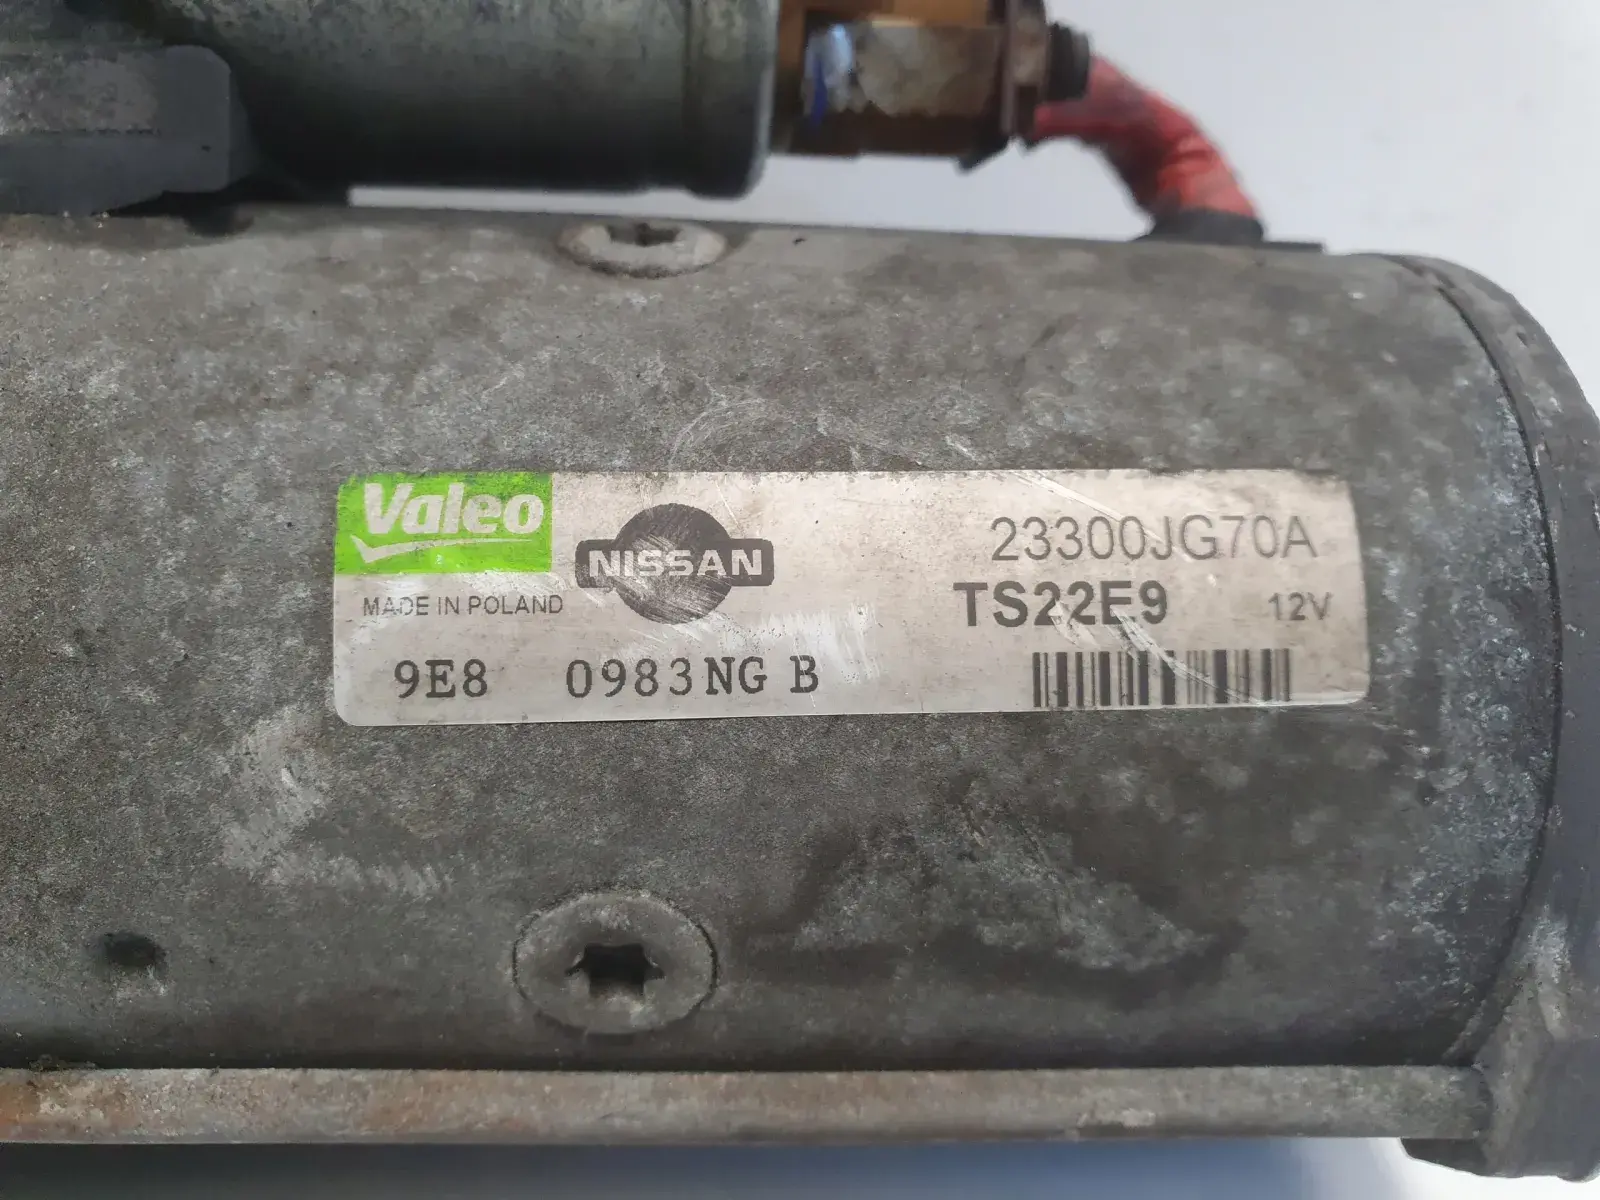 Valeo
NISSAN
23300JG70A
MADE IN POLAND
TS22E9 12V
9E8 0983NG B